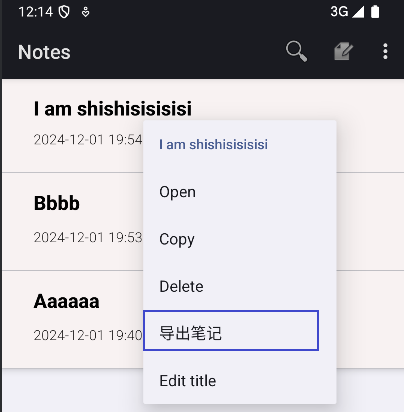 12:14
3G
Notes
I am shishisisisisi
2024-12-01 19:54
I am shishisisisisi
Open
Bbbb
Copy
2024-12-01 19:53
Delete
Aaaaaa
导出笔记
2024-12-01 19:40
Edit title